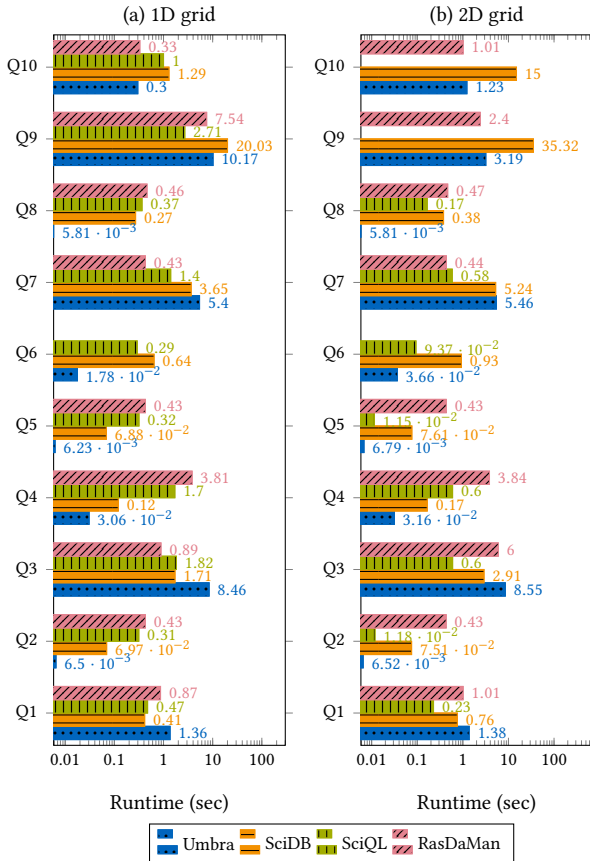 (a) 1D grid
Q10
0.33
1
1.29
0.3
Q9
7.54
2.71
20.03
10.17
Q8
0.46
0.37
0.27
5.81 · 10⁻³
Q7
0.43
1.4
3.65
5.4
Q6
0.29
0.64
1.78 · 10⁻²
Q5
0.43
0.32
6.88 · 10⁻²
6.23 · 10⁻³
Q4
3.81
1.7
0.12
3.06 · 10⁻²
Q3
0.89
1.82
1.71
8.46
Q2
0.43
0.31
6.97 · 10⁻²
6.5 · 10⁻³
Q1
0.87
0.47
0.41
1.36
0.01 0.1 1 10 100
Runtime (sec)
(b) 2D grid
Q10
1.01
15
1.23
Q9
2.4
35.32
3.19
Q8
0.47
0.17
0.38
5.81 · 10⁻³
Q7
0.44
0.58
5.24
5.46
Q6
9.37 · 10⁻²
0.93
3.66 · 10⁻²
Q5
0.43
1.15 · 10⁻²
7.61 · 10⁻²
6.79 · 10⁻³
Q4
3.84
0.6
0.17
3.16 · 10⁻²
Q3
6
0.6
2.91
8.55
Q2
0.43
1.18 · 10⁻²
7.51 · 10⁻²
6.52 · 10⁻³
Q1
1.01
0.23
0.76
1.38
0.01 0.1 1 10 100
Runtime (sec)
Umbra SciDB SciQL RasDaMan